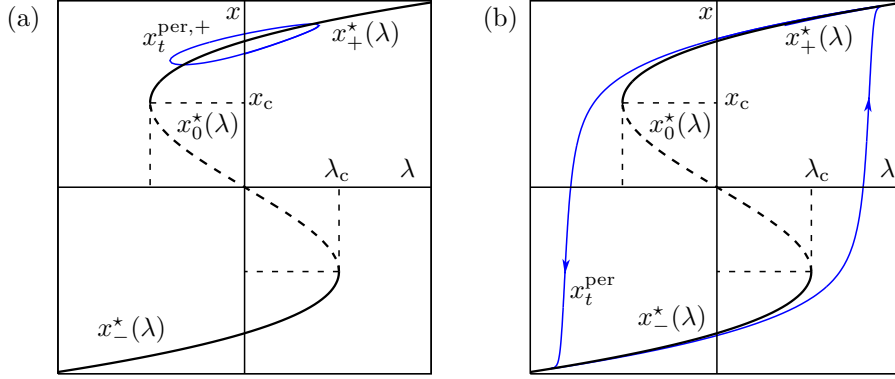 (a)
x
x_t^{per,+}
x_+^⋆(λ)
x_c
x_0^⋆(λ)
λ_c
λ
x_-^⋆(λ)
(b)
x
x_+^⋆(λ)
x_c
x_0^⋆(λ)
λ_c
λ
x_t^{per}
x_-^⋆(λ)